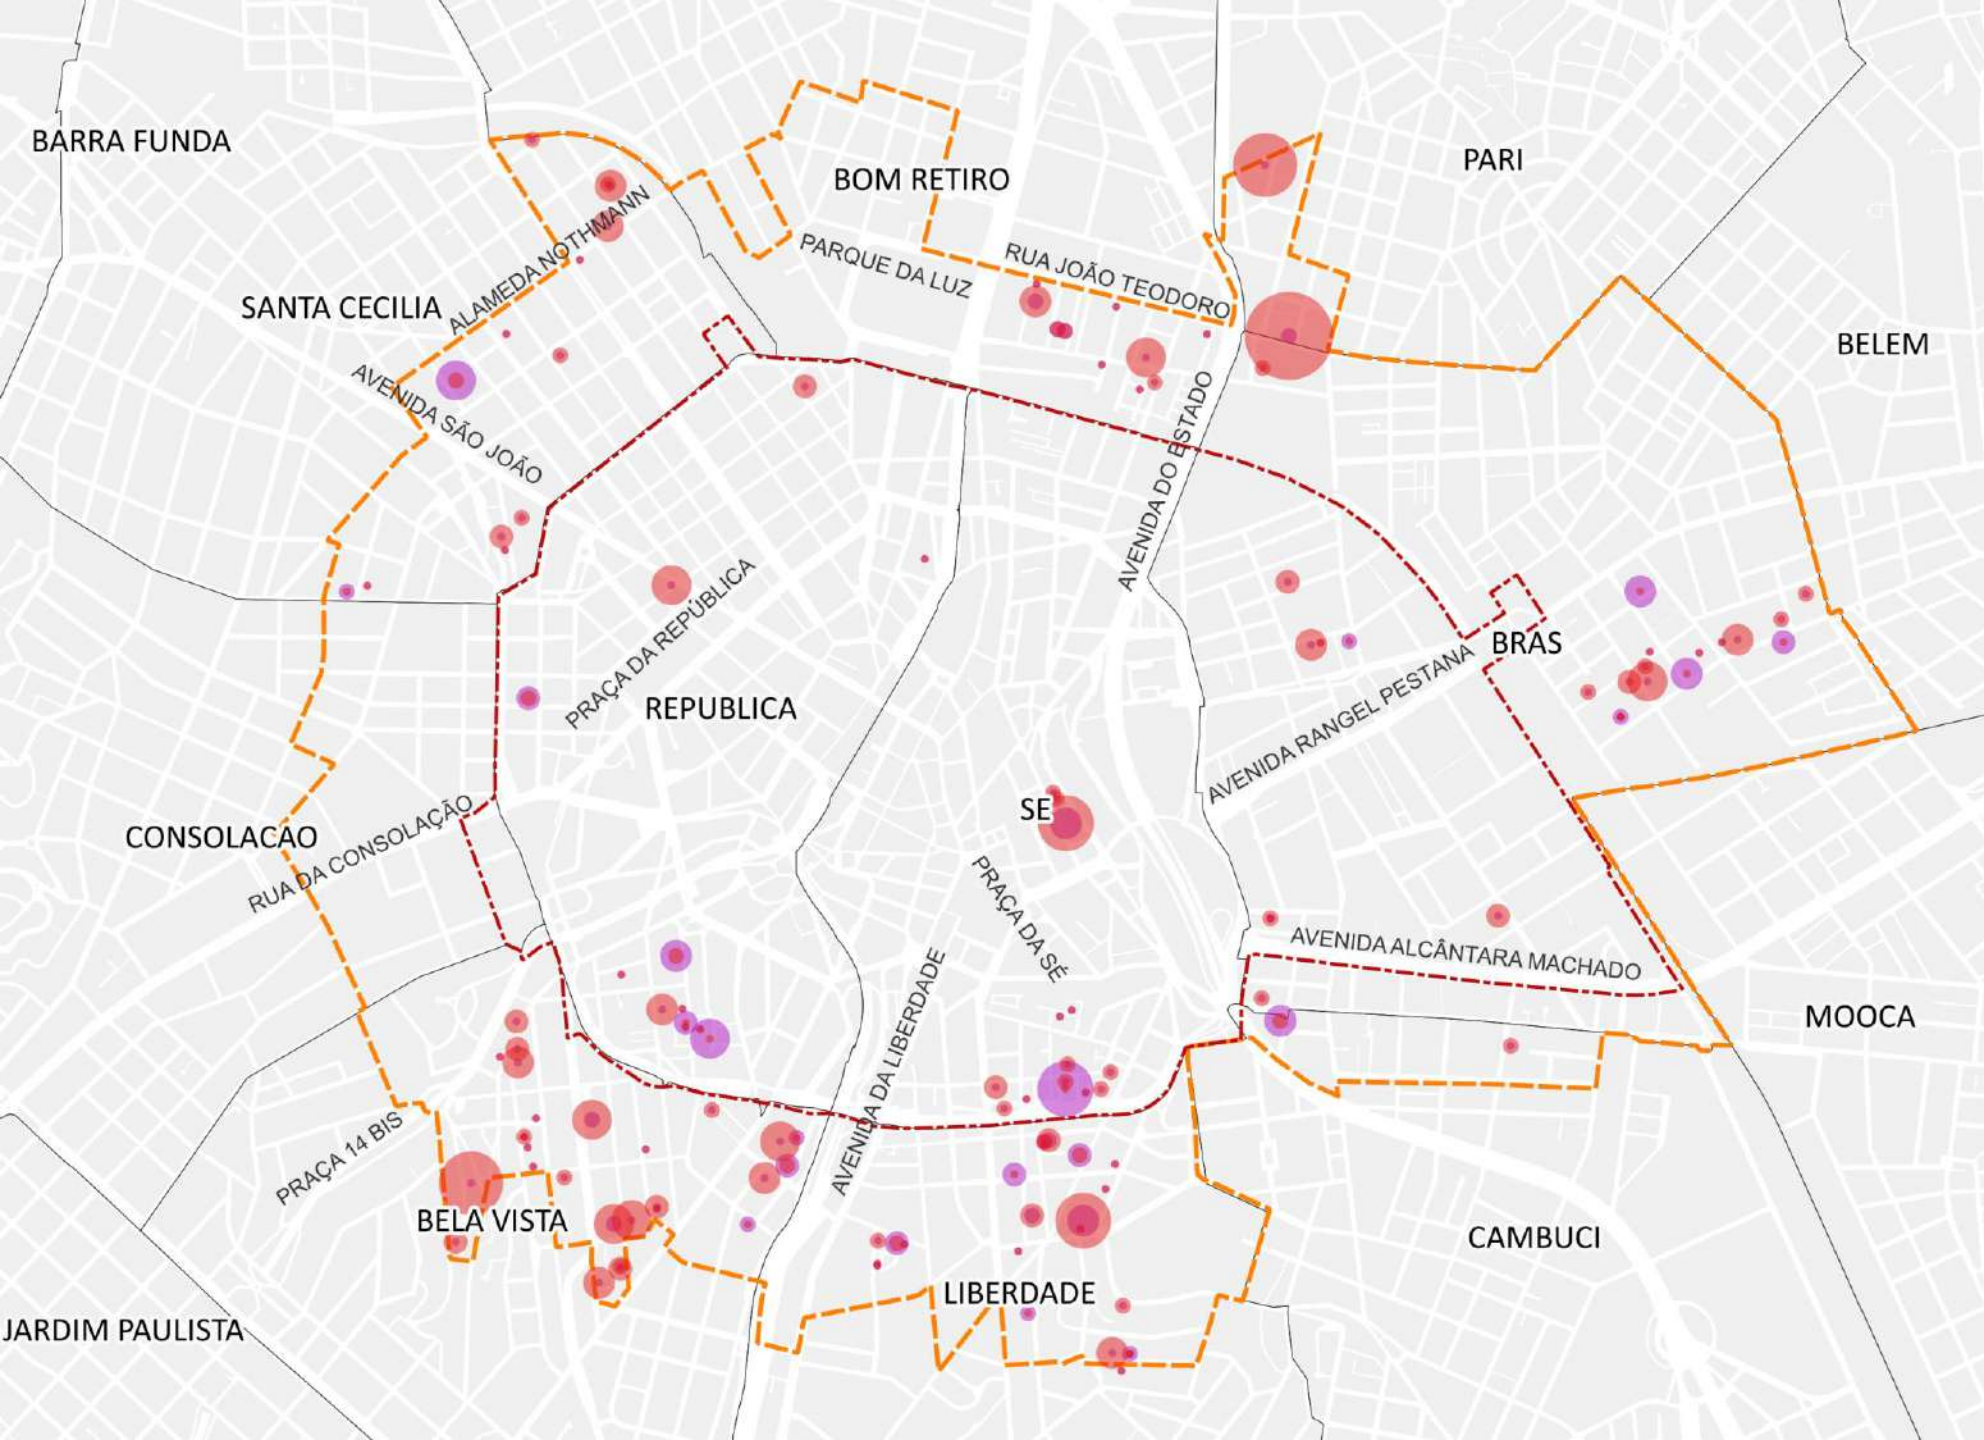 BARRA FUNDA
BOM RETIRO
PARI
ALAMEDA NOTHMANN
PARQUE DA LUZ
RUA JOÃO TEODORO
SANTA CECILIA
BELEM
AVENIDA SÃO JOÃO
AVENIDA DO ESTADO
PRAÇA DA REPÚBLICA
BRAS
REPUBLICA
AVENIDA RANGEL PESTANA
SE
CONSOLACAO
RUA DA CONSOLAÇÃO
PRAÇA DA SÉ
AVENIDA ALCÂNTARA MACHADO
MOOCA
AVENIDA DA LIBERDADE
PRAÇA 14 BIS
BELA VISTA
CAMBUCI
LIBERDADE
JARDIM PAULISTA